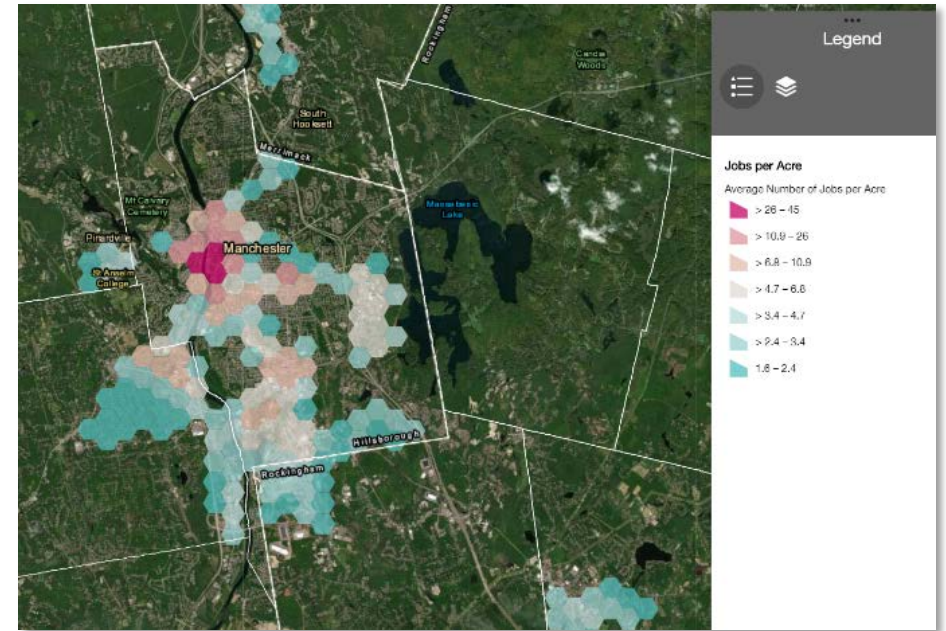 Rockingham
Candia
Woods
South
Hooksett
Merrimack
Mt Calvary
Cemetery
Massabesic
Lake
Pinardville
Manchester
St Anselm
College
Hillsborough
Rockingham
Legend
Jobs per Acre
Average Number of Jobs per Acre
> 26 – 45
> 10.9 – 26
> 6.8 – 10.9
> 4.7 – 6.8
> 3.4 – 4.7
> 2.4 – 3.4
1.6 – 2.4